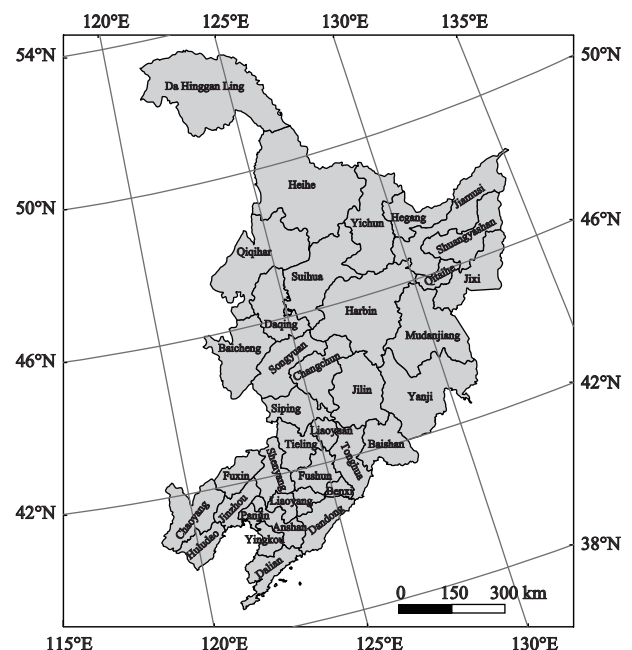 120°E 125°E 130°E 135°E
54°N 50°N
Da Hinggan Ling
Heihe
Jiamusi
50°N Yichun Hegang 46°N
Shuangyashan
Qiqihar
Suihua Qitaihe Jixi
Harbin
Daqing
Mudanjiang
Baicheng
Songyuan
46°N Changchun 42°N
Jilin
Yanji
Siping
Liaoyuan
Tieling Baishan
Tonghua
Shenyang
Fuxin Fushun
Benxi
Liaoyang
Chaoyang Jinzhou
42°N Panjin Dandong
Anshan
Yingkou
Huludao 38°N
Dalian
0 150 300 km
115°E 120°E 125°E 130°E